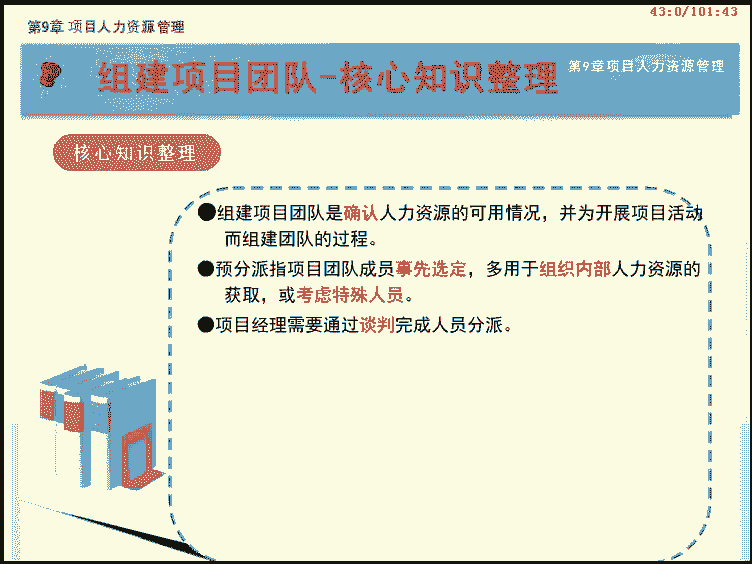 43:0/101:43
第9章 项目人力资源管理
组建项目团队-核心知识整理
第9章项目人力资源管理
核心知识整理
●组建项目团队是确认人力资源的可用情况，并为开展项目活动
而组建团队的过程。
●预分派指项目团队成员事先选定，多用于组织内部人力资源的
获取，或考虑特殊人员。
●项目经理需要通过谈判完成人员分派。